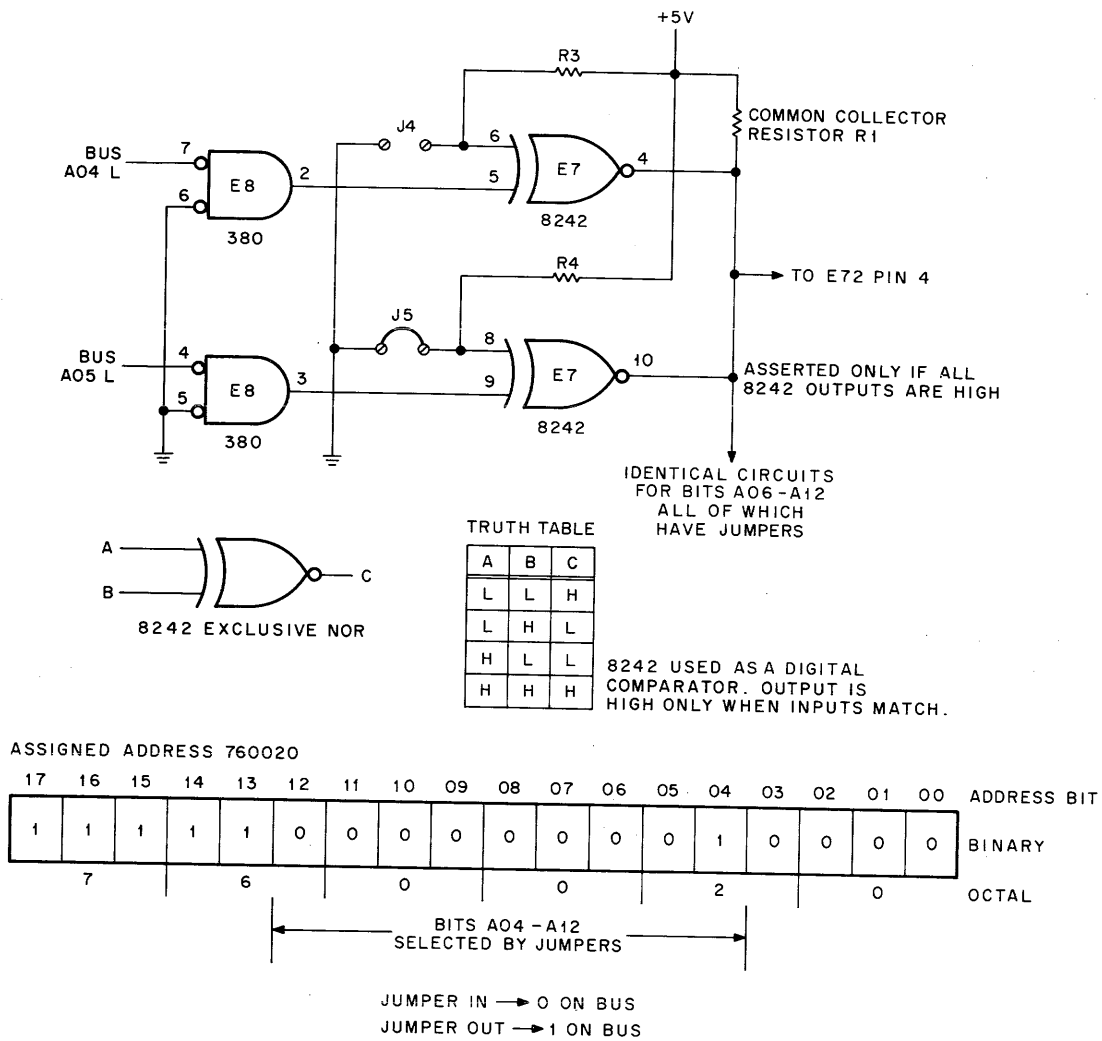 +5V
R3
COMMON COLLECTOR
RESISTOR R1
J4
BUS
A04 L
7
6
E8
2
380
6
5
E7
4
8242
R4
TO E72 PIN 4
J5
BUS
A05 L
4
5
E8
3
380
8
9
E7
10
8242
ASSERTED ONLY IF ALL
8242 OUTPUTS ARE HIGH
IDENTICAL CIRCUITS
FOR BITS A06-A12
ALL OF WHICH
HAVE JUMPERS
A
B
C
8242 EXCLUSIVE NOR
TRUTH TABLE
A B C
L L H
L H L
H L L
H H H
8242 USED AS A DIGITAL
COMPARATOR. OUTPUT IS
HIGH ONLY WHEN INPUTS MATCH.
ASSIGNED ADDRESS 760020
17 16 15 14 13 12 11 10 09 08 07 06 05 04 03 02 01 00 ADDRESS BIT
1 1 1 1 1 0 0 0 0 0 0 0 0 1 0 0 0 0 BINARY
7 6 0 0 2 0 OCTAL
BITS A04-A12
SELECTED BY JUMPERS
JUMPER IN → 0 ON BUS
JUMPER OUT → 1 ON BUS